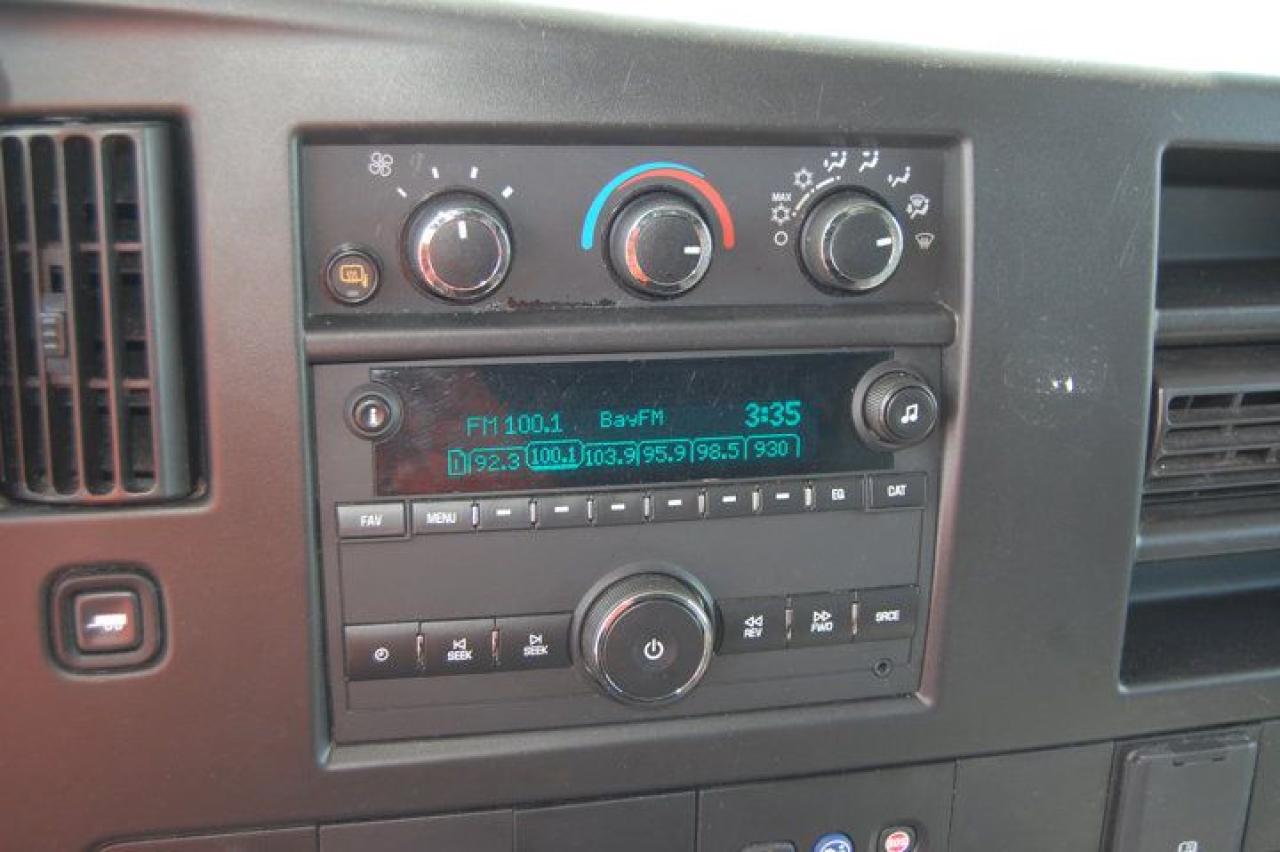 MAX
FM 100.1 BayFM 3:35
1 92.3 100.1 103.9 95.9 98.5 930
FAV MENU EQ CAT
SEEK SEEK REV FWD SRCE